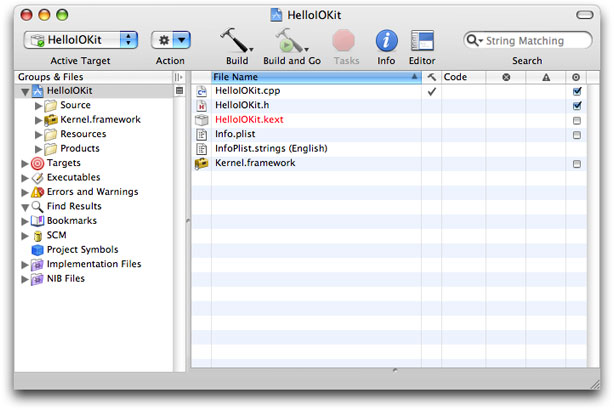 HelloIOKit
HelloIOKit
String Matching
Active Target
Action
Build
Build and Go
Tasks
Info
Editor
Search
Groups & Files
File Name
Code
HelloIOKit
Source
Kernel.framework
Resources
Products
Targets
Executables
Errors and Warnings
Find Results
Bookmarks
SCM
Project Symbols
Implementation Files
NIB Files
HelloIOKit.cpp
HelloIOKit.h
HelloIOKit.kext
Info.plist
InfoPlist.strings (English)
Kernel.framework